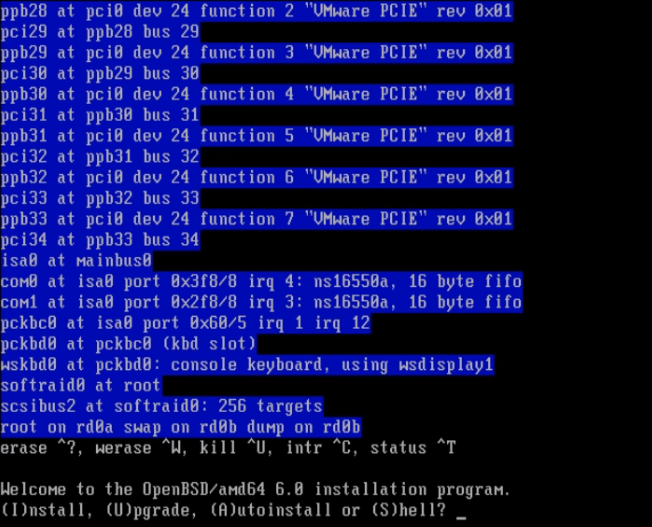 ppb28 at pci0 dev 24 function 2 "VMware PCIE" rev 0x01
pci29 at ppb28 bus 29
ppb29 at pci0 dev 24 function 3 "VMware PCIE" rev 0x01
pci30 at ppb29 bus 30
ppb30 at pci0 dev 24 function 4 "VMware PCIE" rev 0x01
pci31 at ppb30 bus 31
ppb31 at pci0 dev 24 function 5 "VMware PCIE" rev 0x01
pci32 at ppb31 bus 32
ppb32 at pci0 dev 24 function 6 "VMware PCIE" rev 0x01
pci33 at ppb32 bus 33
ppb33 at pci0 dev 24 function 7 "VMware PCIE" rev 0x01
pci34 at ppb33 bus 34
isa0 at mainbus0
com0 at isa0 port 0x3f8/8 irq 4: ns16550a, 16 byte fifo
com1 at isa0 port 0x2f8/8 irq 3: ns16550a, 16 byte fifo
pckbc0 at isa0 port 0x60/5 irq 1 irq 12
pckbd0 at pckbc0 (kbd slot)
wskbd0 at pckbd0: console keyboard, using wsdisplay1
softraid0 at root
scsibus2 at softraid0: 256 targets
root on rd0a swap on rd0b dump on rd0b
erase ^?, werase ^W, kill ^U, intr ^C, status ^T
Welcome to the OpenBSD/amd64 6.0 installation program.
(I)nstall, (U)pgrade, (A)utoinstall or (S)hell? _